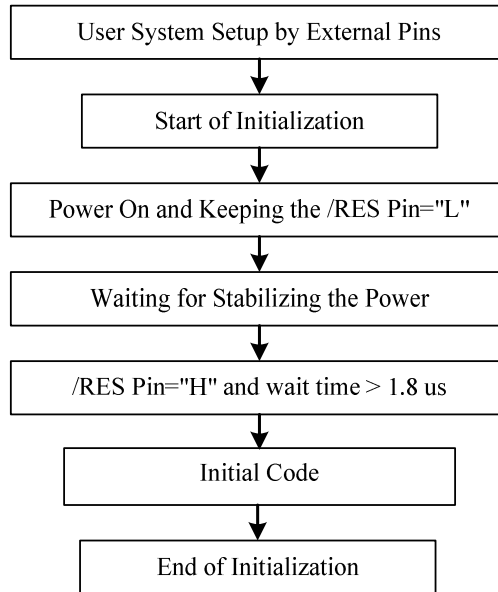 User System Setup by External Pins
Start of Initialization
Power On and Keeping the /RES Pin="L"
Waiting for Stabilizing the Power
/RES Pin="H" and wait time > 1.8 us
Initial Code
End of Initialization